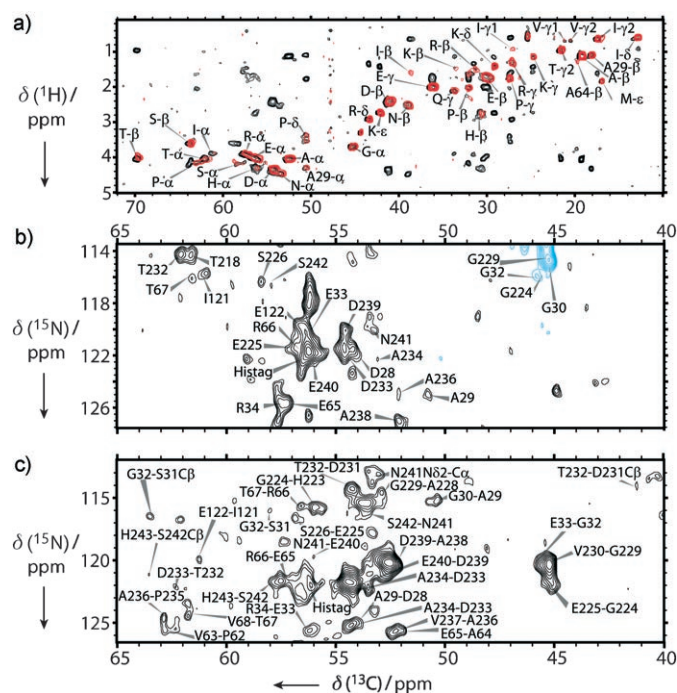 a)
I-γ1
V-γ1
V-γ2
I-γ2
K-δ
R-β
K-β
I-β
E-γ
D-β
R-δ
N-β
K-ε
Q-γ
P-β
H-β
E-β
P-γ
R-γ
K-γ
T-γ2
A64-β
A-β
A29-β
I-δ
M-ε
δ (¹H) /
ppm
S-β
T-β
I-α
R-α
E-α
P-δ
T-α
A-α
G-α
P-α
S-α
H-α
D-α
N-α
A29-α
1
2
3
4
5
70 60 50 40 30 20 10
b)
65 60 55 50 45 40
114
118
122
126
δ (¹⁵N) /
ppm
T232
T218
S226
S242
T67
I121
E33
E122
D239
R66
N241
E225
A234
Histag
D28
E240
D233
A236
R34
E65
A29
A238
G229
G32
G224
G30
c)
115
120
125
δ (¹⁵N) /
ppm
T232-D231
N241Nδ2-Cα
T232-D231Cβ
G32-S31Cβ
G224-H223
G229-A228
T67-R66
G30-A29
E122-I121
G32-S31
S242-N241
E33-G32
H243-S242Cβ
S226-E225
D239-A238
V230-G229
N241-E240
R66-E65
E240-D239
D233-T232
A234-D233
H243-S242
A29-D28
E225-G224
A236-P235
R34-E33
Histag
A234-D233
V68-T67
V237-A236
V63-P62
E65-A64
65 60 55 50 45 40
δ (¹³C) / ppm